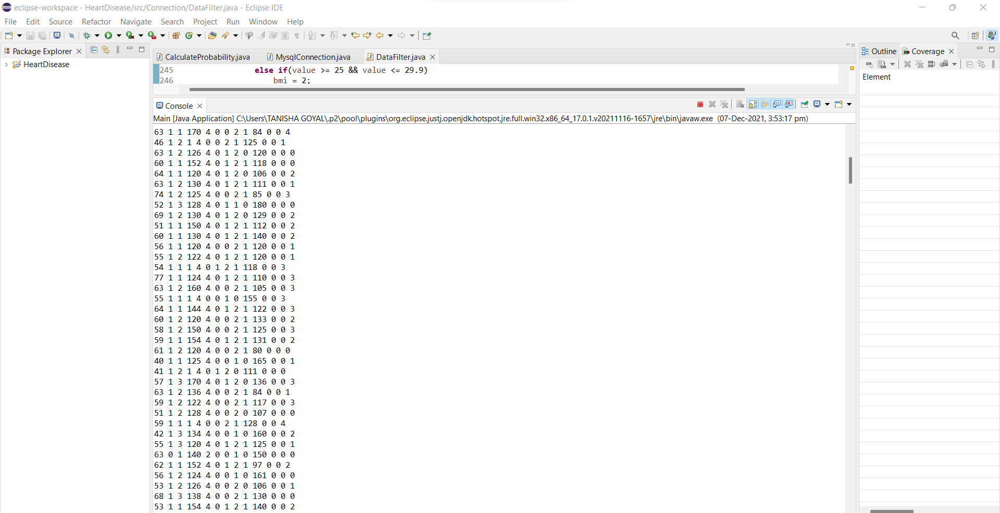 eclipse-workspace - HeartDisease/src/Connection/DataFilter.java - Eclipse IDE
File Edit Source Refactor Navigate Search Project Run Window Help
Package Explorer
HeartDisease
CalculateProbability.java MysqlConnection.java DataFilter.java
245 else if(value >= 25 && value <= 29.9)
246 bmi = 2;
Outline Coverage
Element
Console
Main [Java Application] C:\Users\TANISHA GOYAL\.p2\pool\plugins\org.eclipse.justj.openjdk.hotspot.jre.full.win32.x86_64_17.0.1.v20211116-1657\jre\bin\javaw.exe (07-Dec-2021, 3:53:17 pm)
63 1 1 170 4 0 0 2 1 84 0 0 4
46 1 2 1 4 0 0 2 1 125 0 0 1
63 1 2 126 4 0 1 2 0 120 0 0 0
60 1 1 152 4 0 1 2 1 118 0 0 0
64 1 1 120 4 0 1 2 0 106 0 0 2
63 1 2 130 4 0 1 2 1 111 0 0 1
74 1 2 125 4 0 0 2 1 85 0 0 3
52 1 3 128 4 0 1 1 0 180 0 0 0
69 1 2 130 4 0 1 2 0 129 0 0 2
51 1 1 150 4 0 1 2 1 112 0 0 2
60 1 1 130 4 0 1 2 1 140 0 0 2
56 1 1 120 4 0 0 2 1 120 0 0 1
55 1 2 122 4 0 1 2 1 120 0 0 1
54 1 1 1 4 0 1 2 1 118 0 0 3
77 1 1 124 4 0 1 2 1 110 0 0 3
63 1 2 160 4 0 0 2 1 105 0 0 3
55 1 1 1 4 0 0 1 0 155 0 0 3
64 1 1 144 4 0 1 2 1 122 0 0 3
60 1 2 120 4 0 0 2 1 133 0 0 2
58 1 2 150 4 0 0 2 1 125 0 0 3
59 1 1 154 4 0 1 2 1 131 0 0 2
61 1 2 120 4 0 0 2 1 80 0 0 0
40 1 1 125 4 0 0 1 0 165 0 0 1
41 1 2 1 4 0 1 2 0 111 0 0 0
57 1 3 170 4 0 1 2 0 136 0 0 3
63 1 2 136 4 0 0 2 1 84 0 0 1
59 1 2 122 4 0 0 2 1 117 0 0 3
51 1 2 128 4 0 0 2 0 107 0 0 0
59 1 1 1 4 0 0 2 1 128 0 0 4
42 1 3 134 4 0 0 1 0 160 0 0 2
55 1 3 120 4 0 1 2 1 125 0 0 1
63 0 1 140 2 0 0 1 0 150 0 0 0
62 1 1 152 4 0 1 2 1 97 0 0 2
56 1 2 124 4 0 0 1 0 161 0 0 0
53 1 2 126 4 0 0 2 0 106 0 0 1
68 1 3 138 4 0 0 2 1 130 0 0 0
53 1 1 154 4 0 1 2 1 140 0 0 2